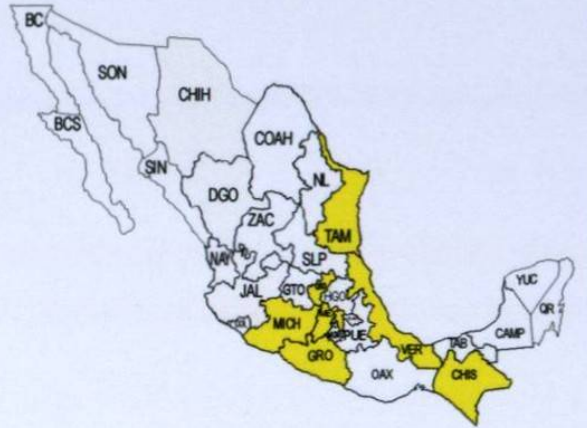 BC
SON
CHIH
BCS
COAH
SIN
NL
DGO
ZAC
TAM
NAY
SLP
JAL
GTO
HGO
YUC
QR
MICH
PUE
CAMP
TAB
VER
GRO
OAX
CHIS